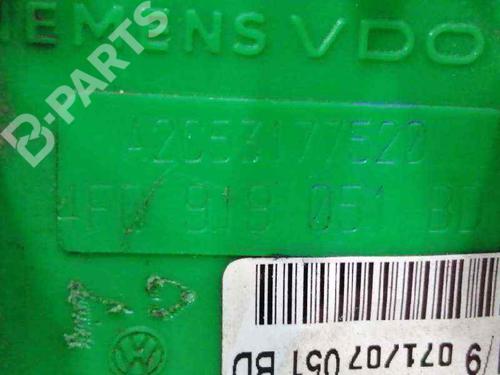 SIEMENS VDO
B-PARTS
A2C53177520
4F0 919 051 BD
9 071/07 051 BD